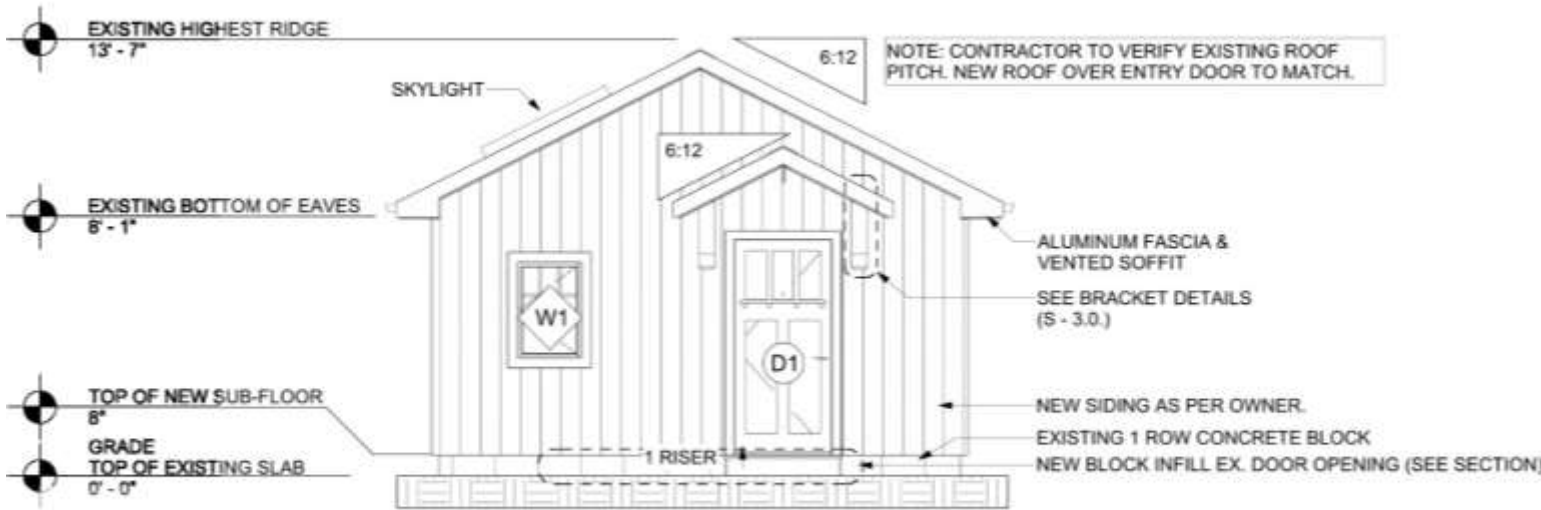 EXISTING HIGHEST RIDGE
13' - 7"
6:12
NOTE: CONTRACTOR TO VERIFY EXISTING ROOF
PITCH. NEW ROOF OVER ENTRY DOOR TO MATCH.
SKYLIGHT
6:12
EXISTING BOTTOM OF EAVES
8' - 1"
ALUMINUM FASCIA &
VENTED SOFFIT
SEE BRACKET DETAILS
(S - 3.0.)
W1
D1
TOP OF NEW SUB-FLOOR
8"
NEW SIDING AS PER OWNER.
GRADE
EXISTING 1 ROW CONCRETE BLOCK
1 RISER
NEW BLOCK INFILL EX. DOOR OPENING (SEE SECTION)
TOP OF EXISTING SLAB
0' - 0"